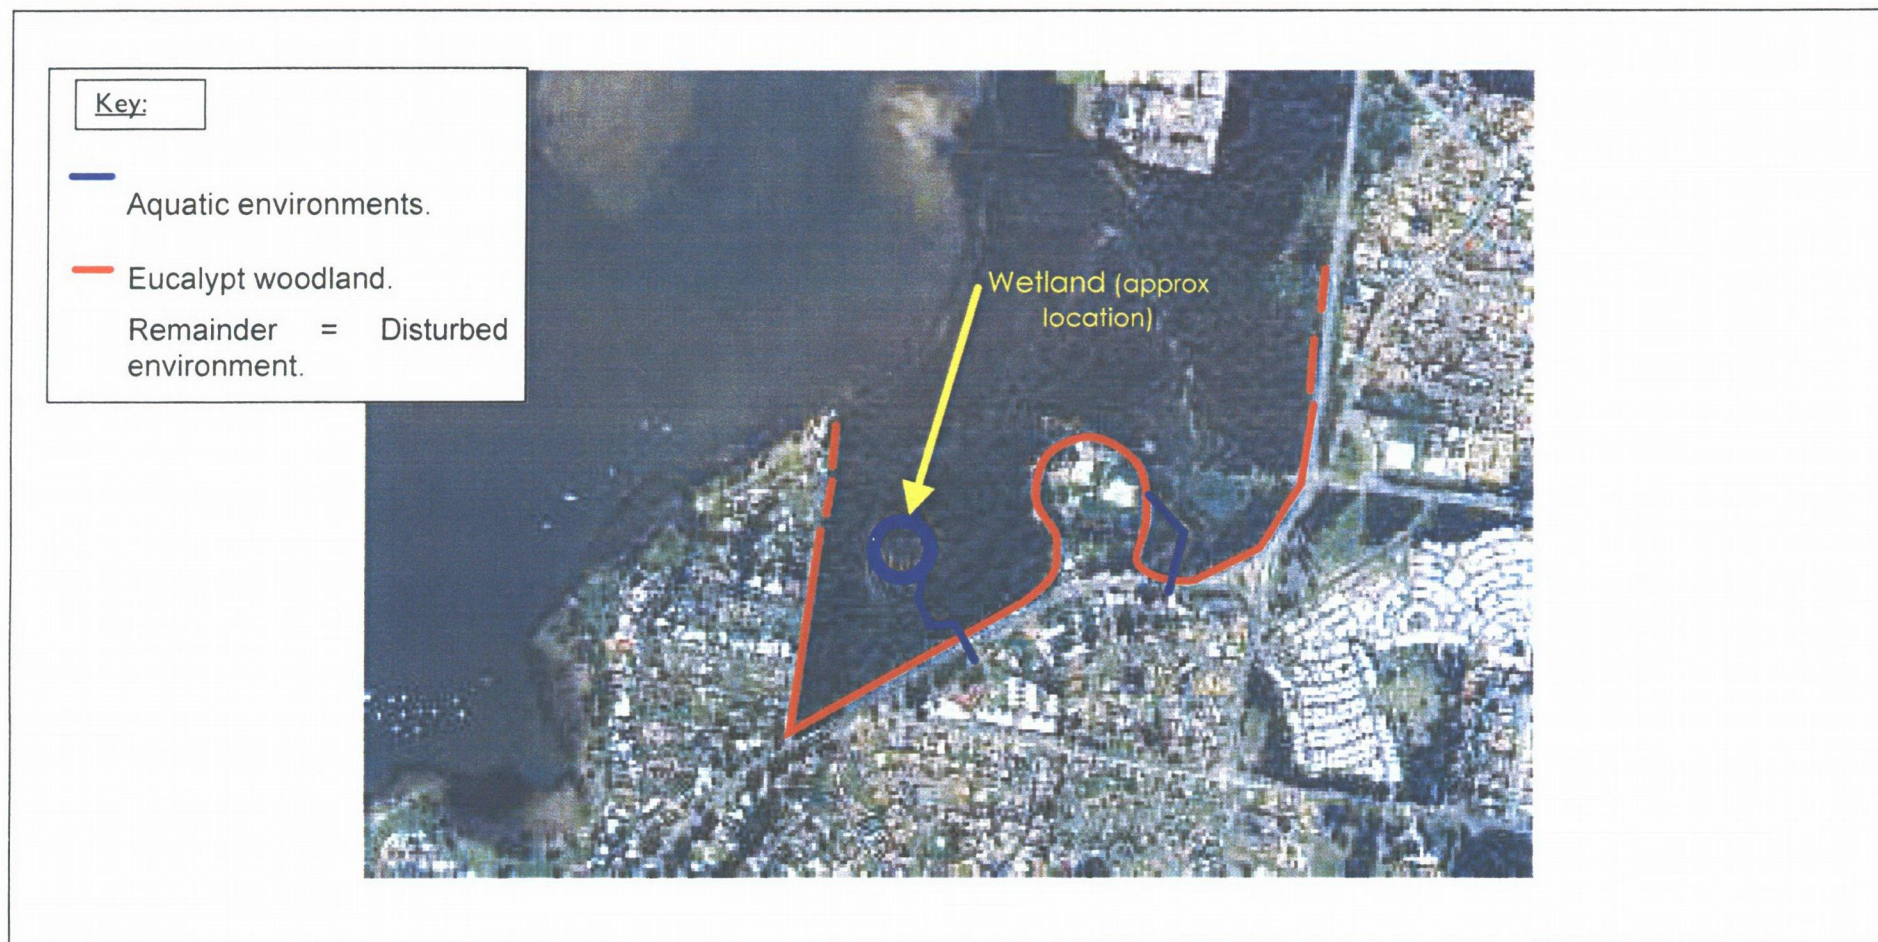 Key:
Aquatic environments.
Eucalypt woodland.
Remainder = Disturbed
environment.
Wetland (approx
location)